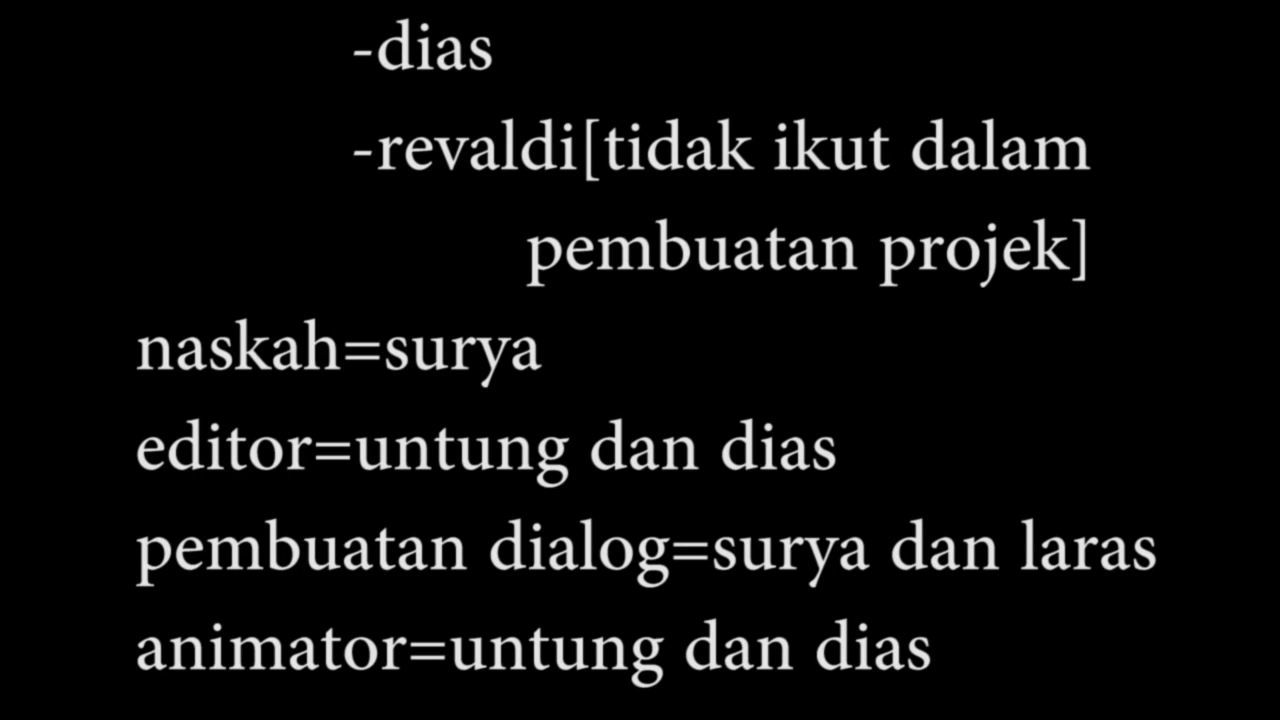 -dias
-revaldi[tidak ikut dalam
pembuatan projek]
naskah=surya
editor=untung dan dias
pembuatan dialog=surya dan laras
animator=untung dan dias